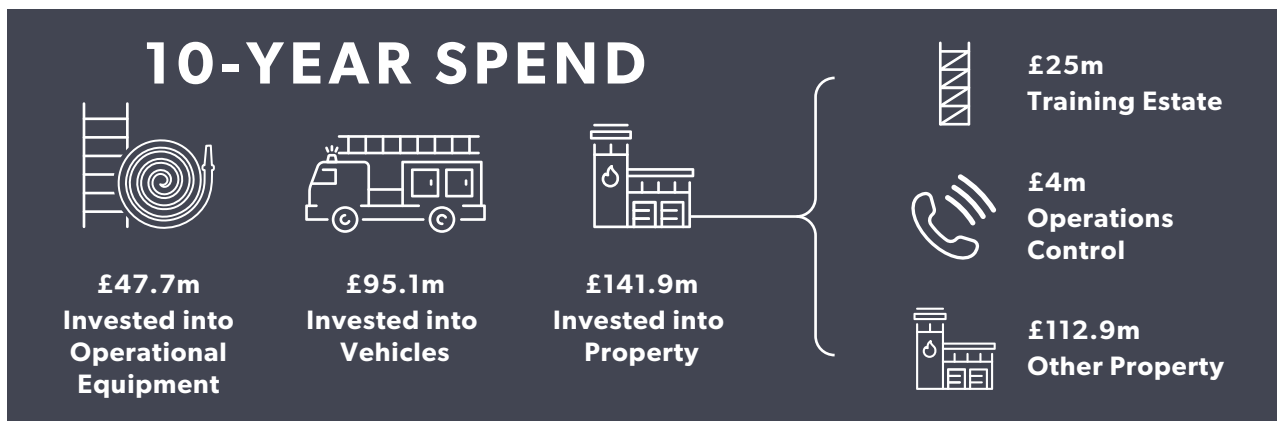 10-YEAR SPEND
£47.7m
Invested into
Operational
Equipment
£95.1m
Invested into
Vehicles
£141.9m
Invested into
Property
£25m
Training Estate
£4m
Operations
Control
£112.9m
Other Property